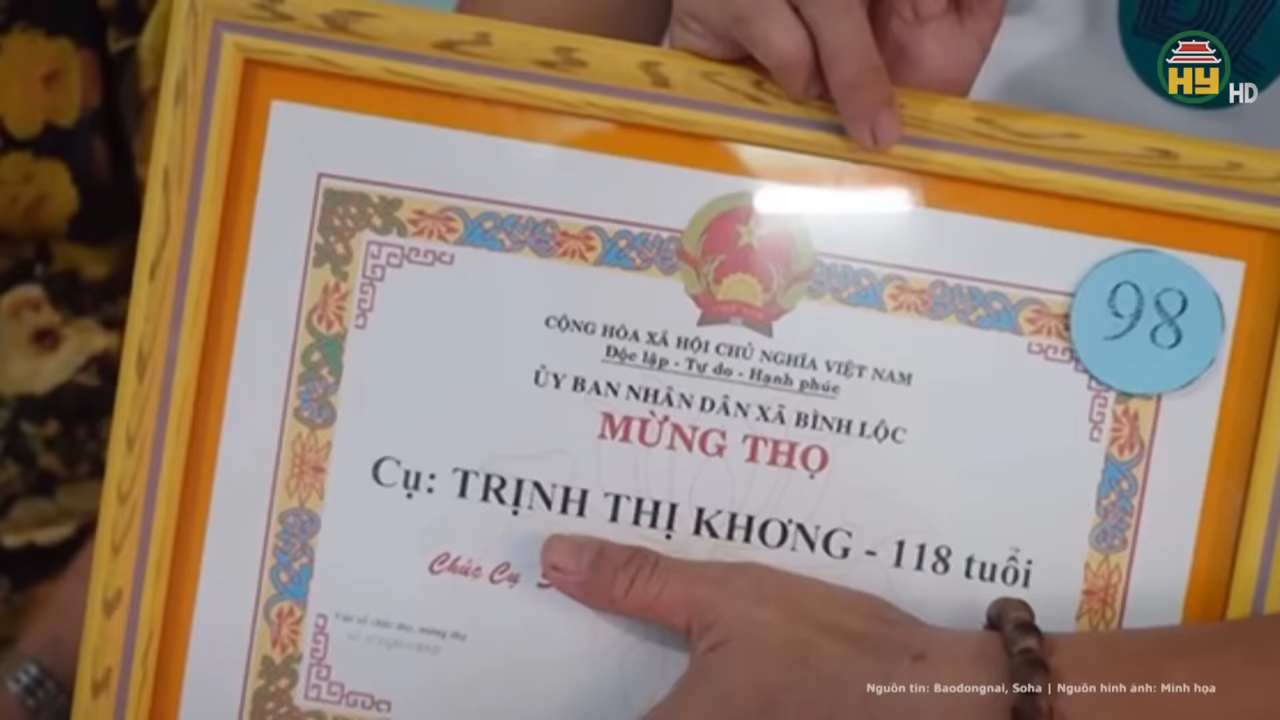 HY HD
98
CỘNG HÒA XÃ HỘI CHỦ NGHĨA VIỆT NAM
Độc lập - Tự do - Hạnh phúc
ỦY BAN NHÂN DÂN XÃ BÌNH LỘC
MỪNG THỌ
Cụ: TRỊNH THỊ KHƠNG - 118 tuổi
Chúc Cụ
Nguồn tin: Baodongnai, Soha | Nguồn hình ảnh: Minh họa